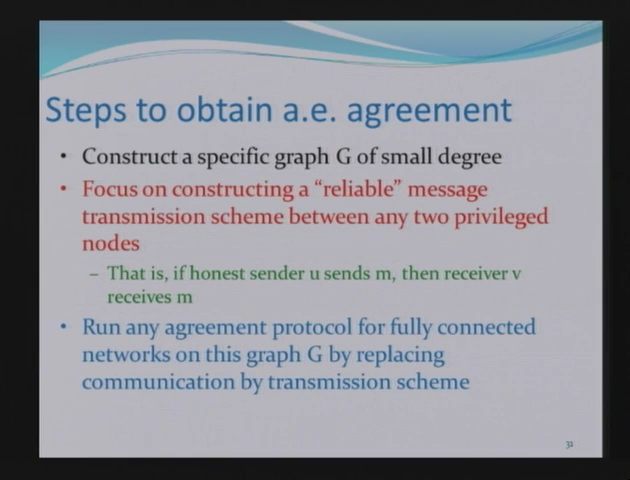 Steps to obtain a.e. agreement
• Construct a specific graph G of small degree
• Focus on constructing a “reliable” message
transmission scheme between any two privileged
nodes
– That is, if honest sender u sends m, then receiver v
receives m
• Run any agreement protocol for fully connected
networks on this graph G by replacing
communication by transmission scheme
31